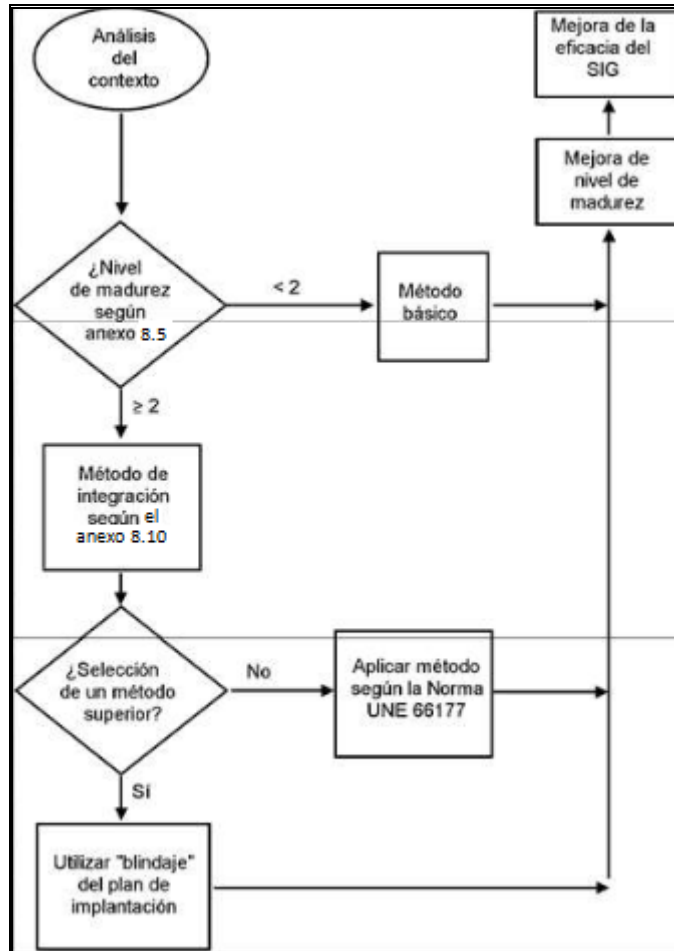 Análisis
del
contexto
Mejora de la
eficacia del
SIG
Mejora de
nivel de
madurez
¿Nivel
de madurez
según
anexo 8.5
< 2
Método
básico
≥ 2
Método de
integración
según el
anexo 8.10
¿Selección
de un método
superior?
No
Aplicar método
según la Norma
UNE 66177
Sí
Utilizar "blindaje"
del plan de
implantación